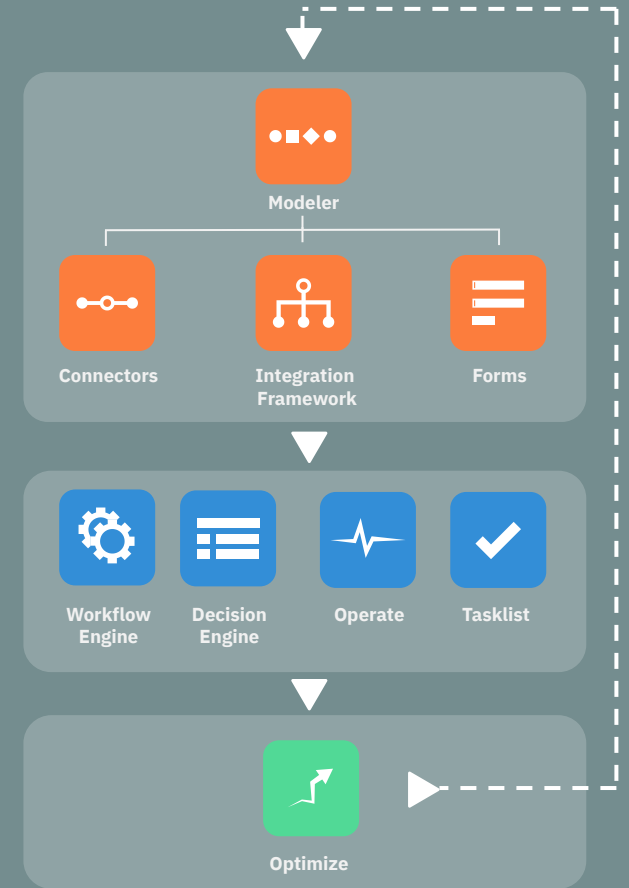 Modeler
Connectors
Integration
Framework
Forms
Workflow
Engine
Decision
Engine
Operate
Tasklist
Optimize